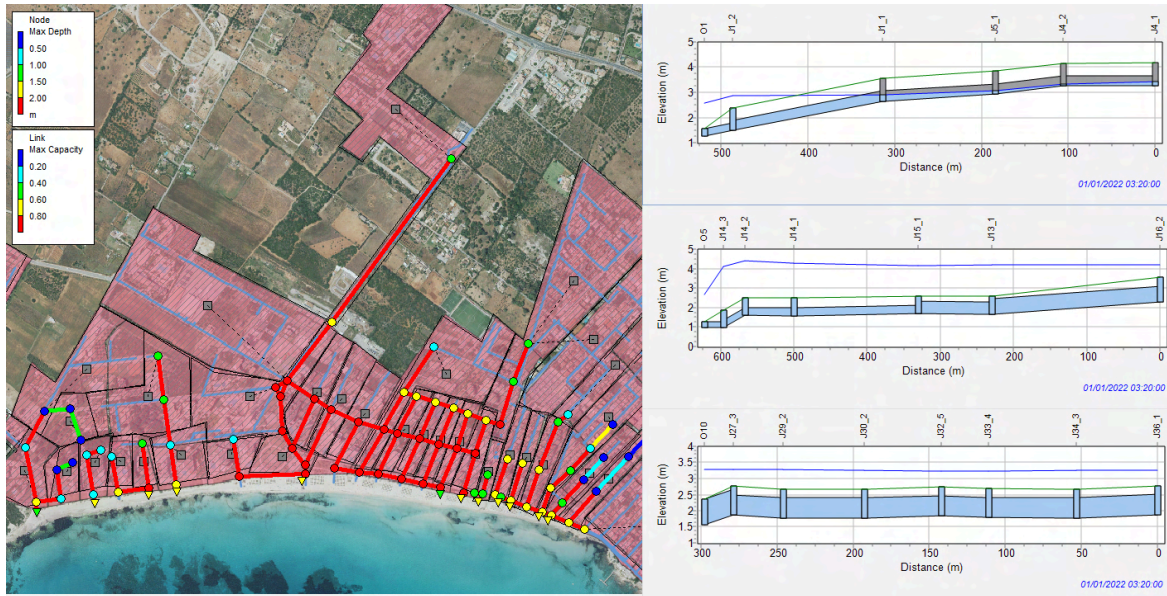 Node
Max Depth
0.50
1.00
1.50
2.00
m
Link
Max Capacity
0.20
0.40
0.60
0.80
O1
J1_2
J1_1
J5_1
J4_2
J4_1
Elevation (m)
5
4
3
2
1
500
400
300
200
100
0
Distance (m)
01/01/2022 03:20:00
O5
J14_3
J14_2
J14_1
J15_1
J13_1
J16_2
Elevation (m)
5
4
3
2
1
600
500
400
300
200
100
0
Distance (m)
01/01/2022 03:20:00
O10
J27_3
J29_2
J30_2
J32_5
J33_4
J34_3
J36_1
Elevation (m)
4
3.5
3
2.5
2
1.5
1
300
250
200
150
100
50
0
Distance (m)
01/01/2022 03:20:00